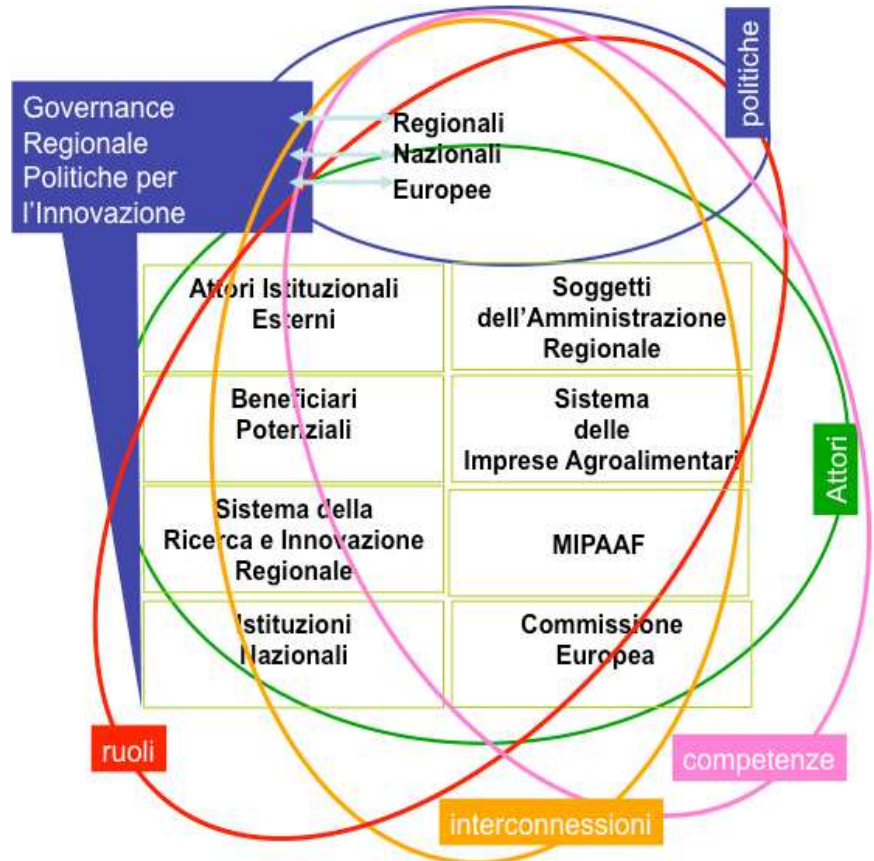 Governance
Regionale
Politiche per
l'Innovazione
politiche
Regionali
Nazionali
Europee
Attori Istituzionali
Esterni
Soggetti
dell'Amministrazione
Regionale
Beneficiari
Potenziali
Sistema
delle
Imprese Agroalimentari
Attori
Sistema della
Ricerca e Innovazione
Regionale
MIPAAF
Istituzioni
Nazionali
Commissione
Europea
ruoli
competenze
interconnessioni